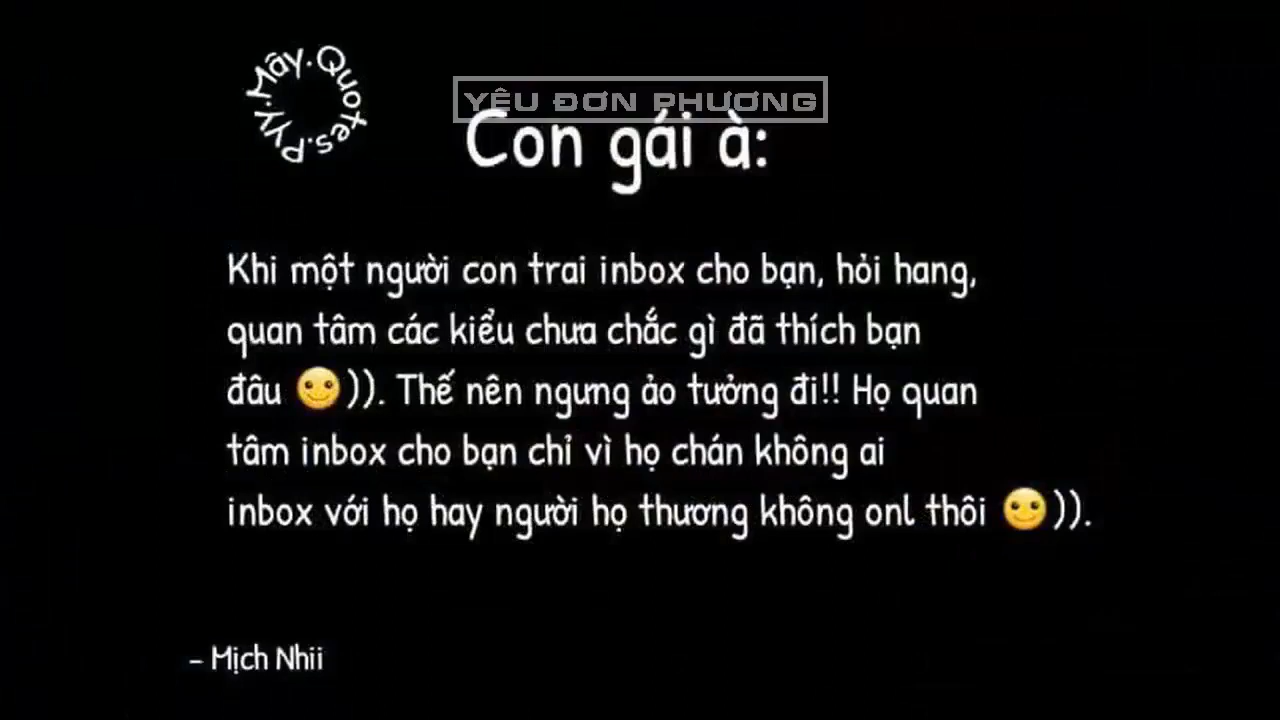 Mây.Quotes.Pyy.
YÊU ĐƠN PHƯƠNG
Con gái à:
Khi một người con trai inbox cho bạn, hỏi hang,
quan tâm các kiểu chưa chắc gì đã thích bạn
đâu 🙂)). Thế nên ngưng ảo tưởng đi!! Họ quan
tâm inbox cho bạn chỉ vì họ chán không ai
inbox với họ hay người họ thương không onl thôi 🙂)).
– Mịch Nhii